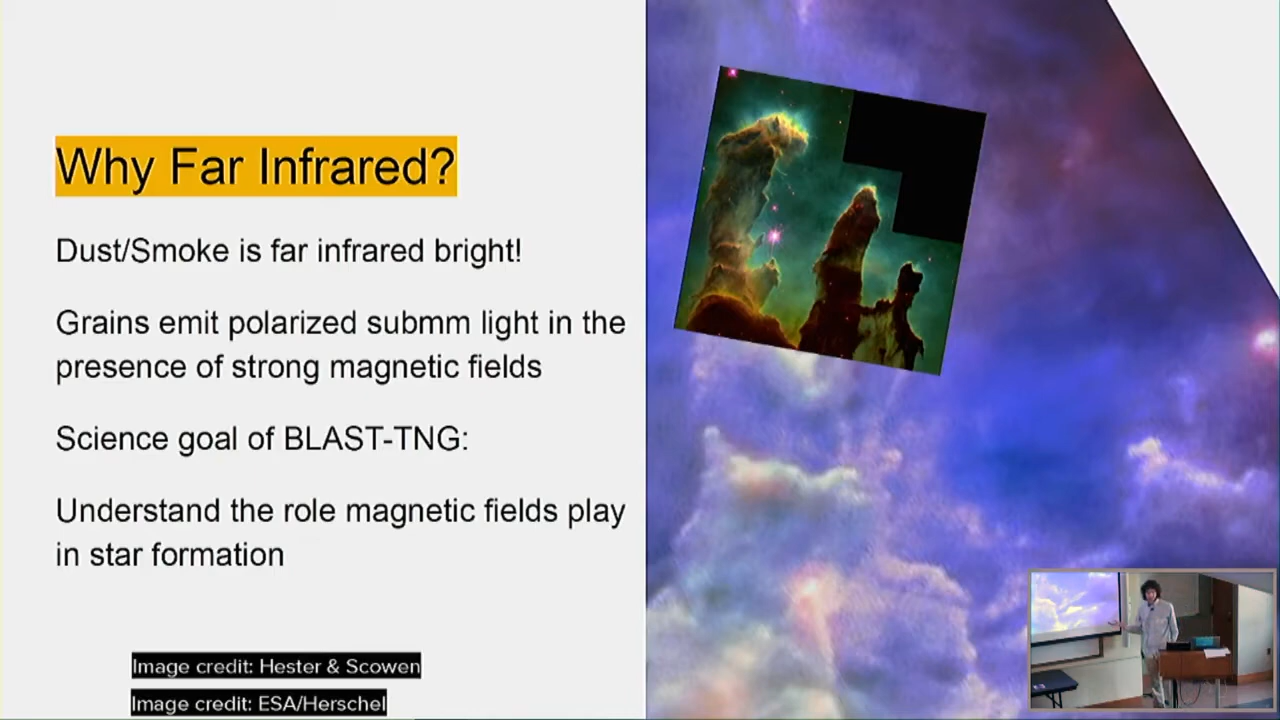 Why Far Infrared?
Dust/Smoke is far infrared bright!
Grains emit polarized submm light in the
presence of strong magnetic fields
Science goal of BLAST-TNG:
Understand the role magnetic fields play
in star formation
Image credit: Hester & Scowen
Image credit: ESA/Herschel